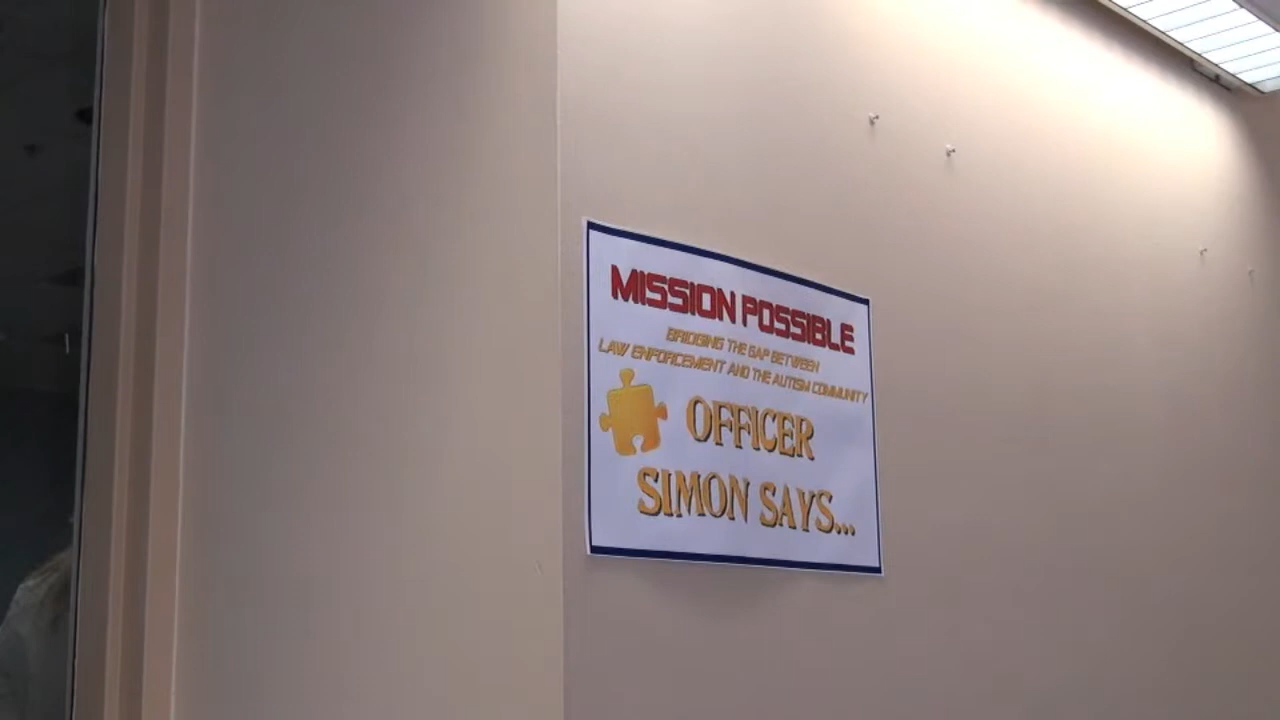 MISSION POSSIBLE
BRIDGING THE GAP BETWEEN
LAW ENFORCEMENT AND THE AUTISM COMMUNITY
OFFICER
SIMON SAYS...